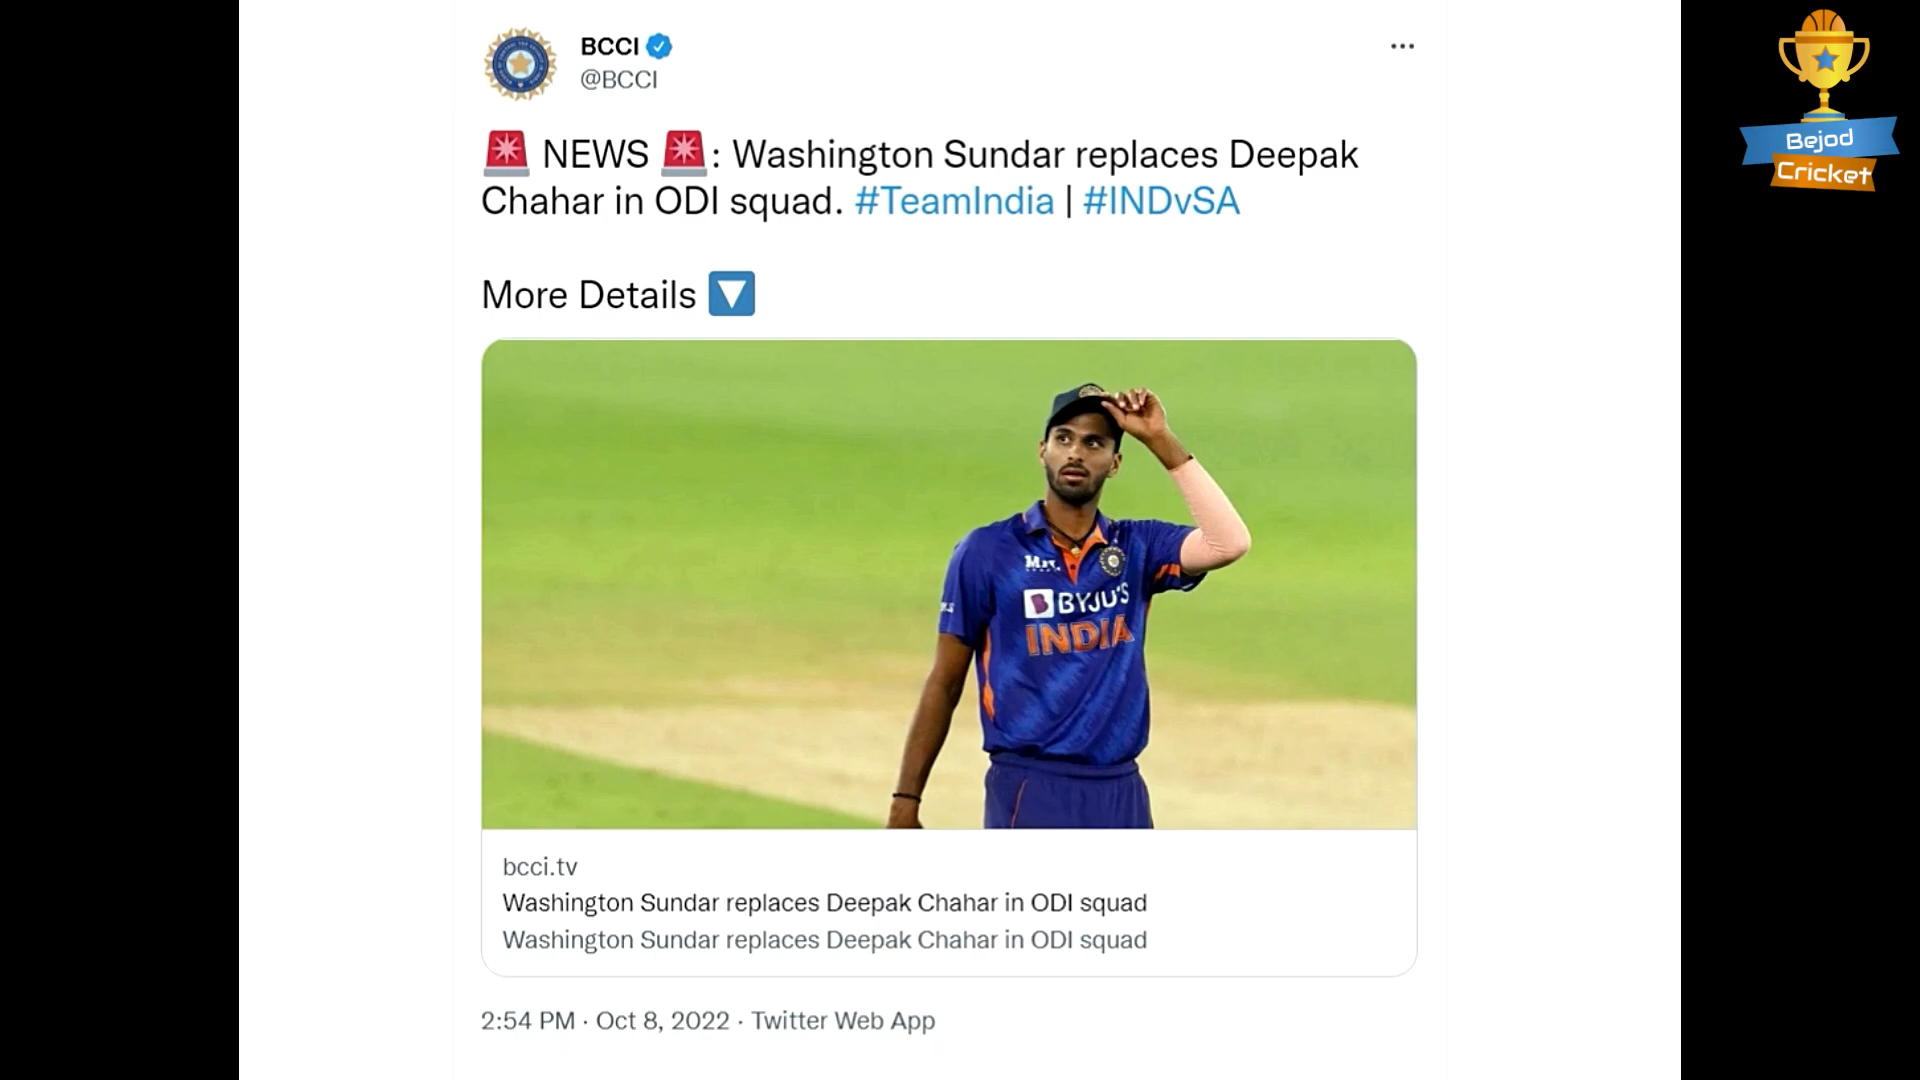 BCCI
@BCCI
NEWS : Washington Sundar replaces Deepak
Chahar in ODI squad. #TeamIndia | #INDvSA
More Details
BYJU'S
INDIA
bcci.tv
Washington Sundar replaces Deepak Chahar in ODI squad
Washington Sundar replaces Deepak Chahar in ODI squad
2:54 PM · Oct 8, 2022 · Twitter Web App
Bejod
Cricket